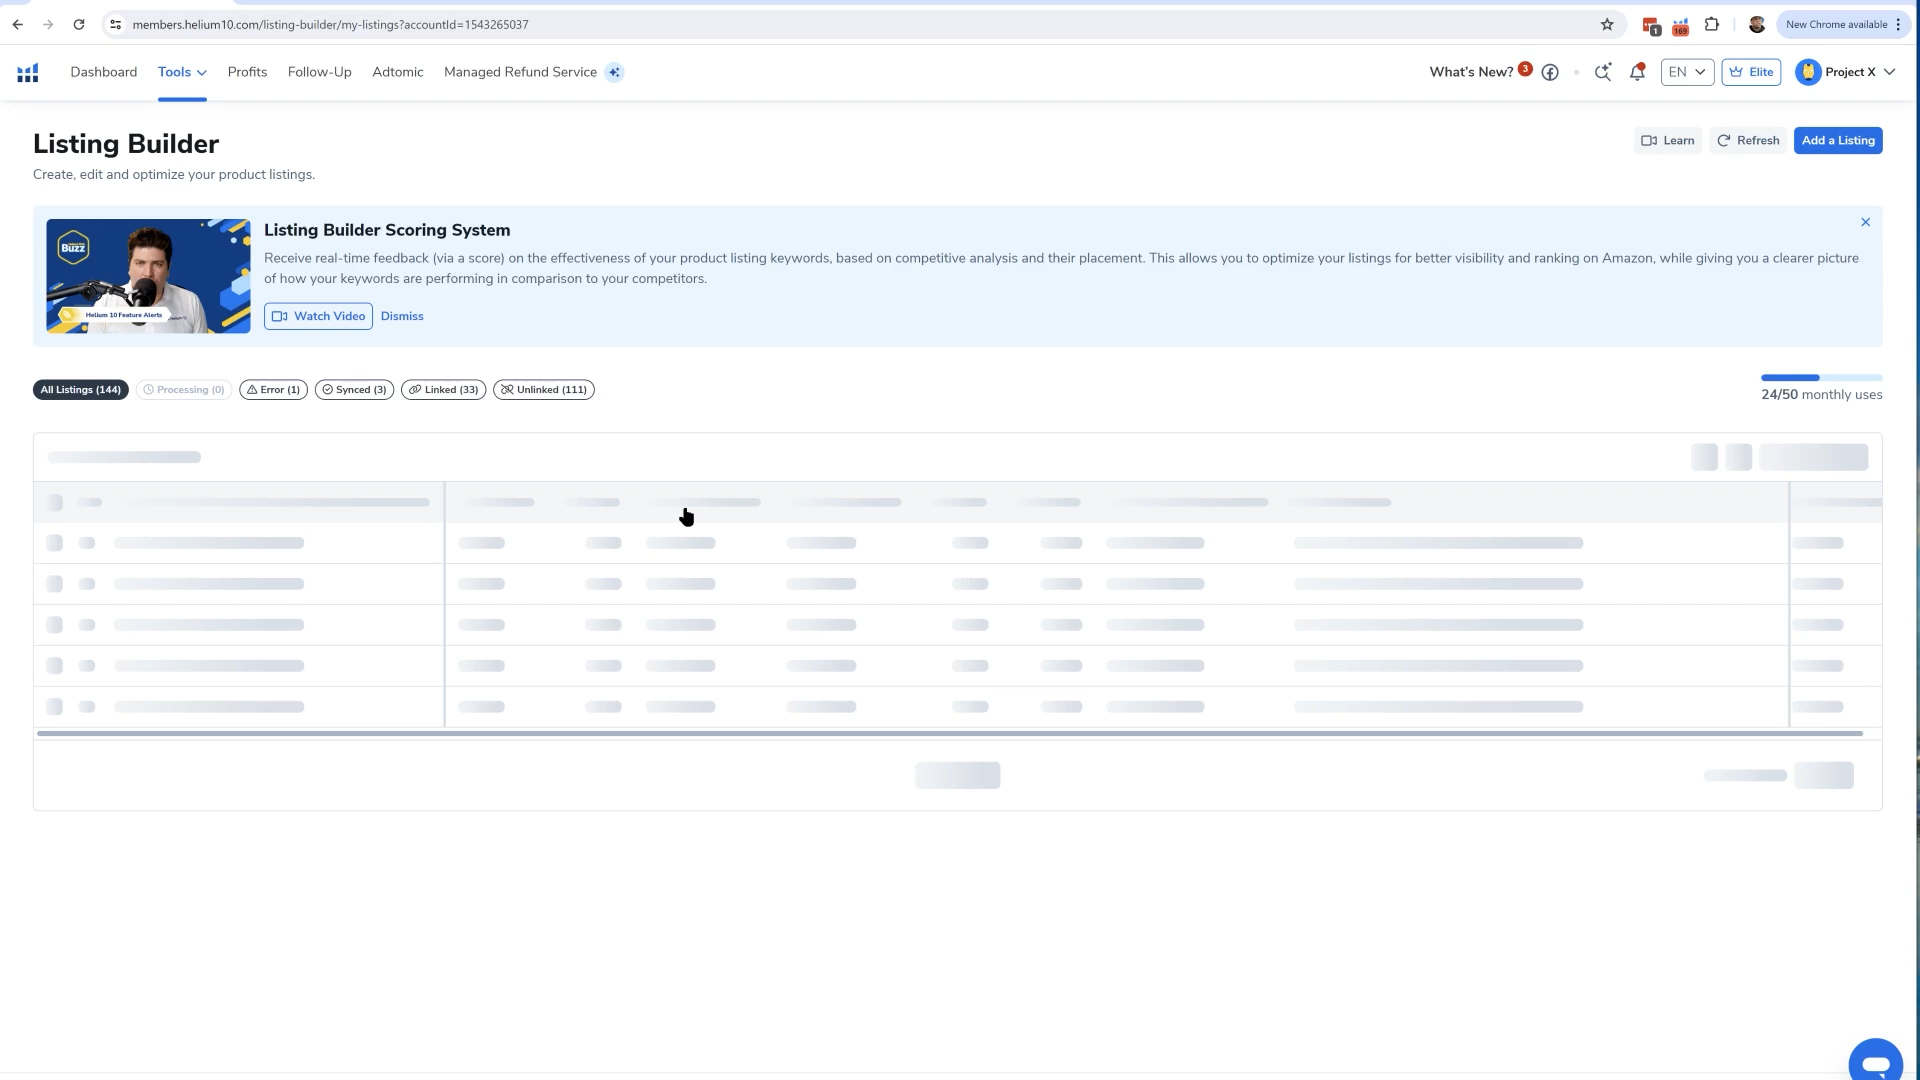 members.helium10.com/listing-builder/my-listings?accountId=1543265037
1
169
New Chrome available
Dashboard
Tools
Profits
Follow-Up
Adtomic
Managed Refund Service
What's New?
3
EN
Elite
Project X
Listing Builder
Learn
Refresh
Add a Listing
Create, edit and optimize your product listings.
Buzz
Helium 10 Feature Alerts
Listing Builder Scoring System
Receive real-time feedback (via a score) on the effectiveness of your product listing keywords, based on competitive analysis and their placement. This allows you to optimize your listings for better visibility and ranking on Amazon, while giving you a clearer picture
of how your keywords are performing in comparison to your competitors.
Watch Video
Dismiss
All Listings (144)
Processing (0)
Error (1)
Synced (3)
Linked (33)
Unlinked (111)
24/50 monthly uses